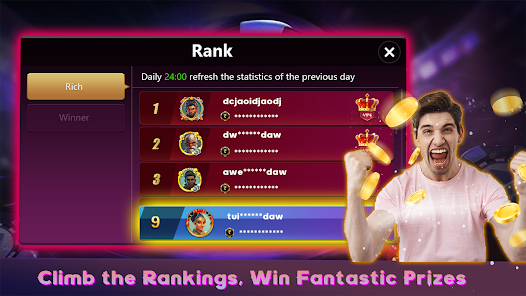 Rank
Daily 24:00 refresh the statistics of the previous day
Rich
Winner
1
dcjaoidjaodj
************
2
dw******daw
************
3
awe******daw
************
9
tui******daw
************
Climb the Rankings, Win Fantastic Prizes